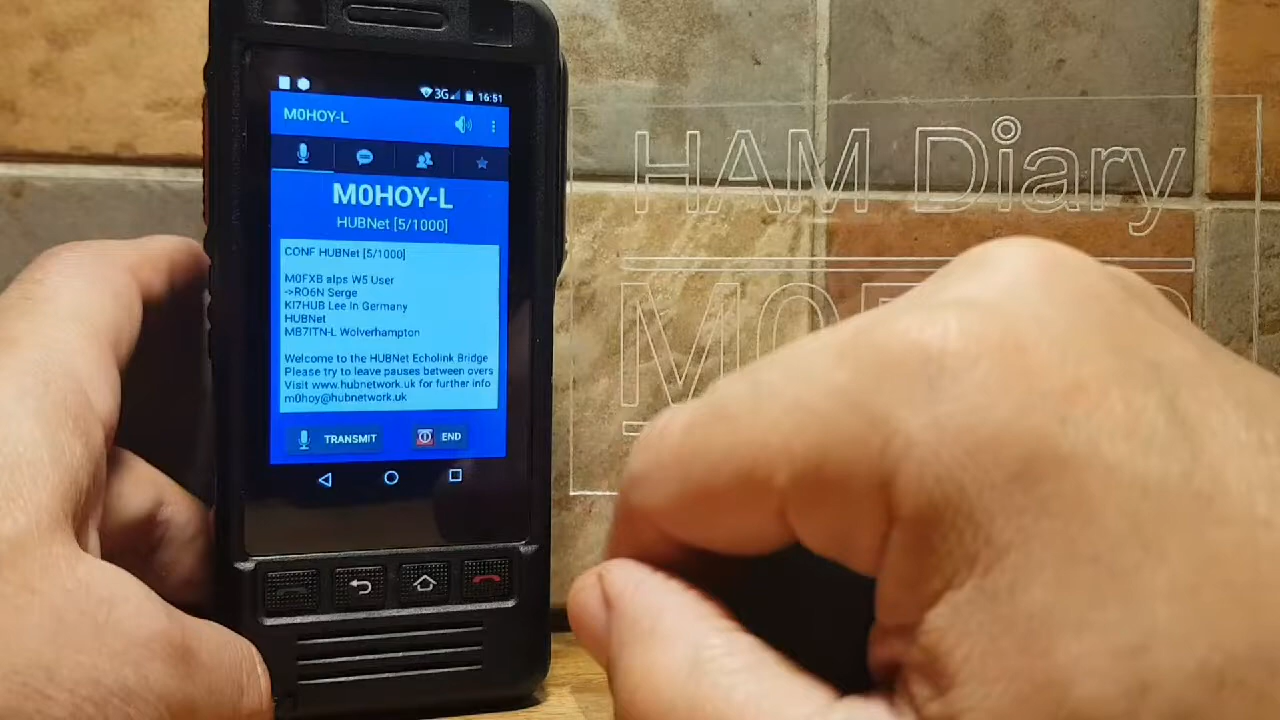 3G 16:51
M0HOY-L
M0HOY-L
HUBNet [5/1000]
CONF HUBNet [5/1000]
M0FXB alps W5 User
->RO6N Serge
KI7HUB Lee In Germany
HUBNet
MB7ITN-L Wolverhampton
Welcome to the HUBNet Echolink Bridge
Please try to leave pauses between overs
Visit www.hubnetwork.uk for further info
m0hoy@hubnetwork.uk
TRANSMIT END
HAM Diary